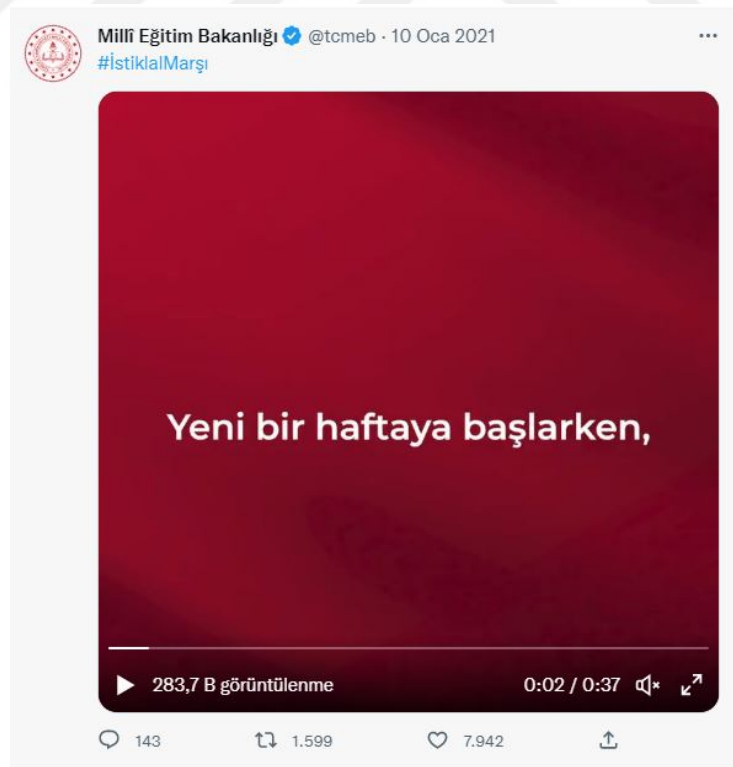 Millî Eğitim Bakanlığı @tcmeb · 10 Oca 2021
#İstiklalMarşı
Yeni bir haftaya başlarken,
283,7 B görüntülenme 0:02 / 0:37
143 1.599 7.942